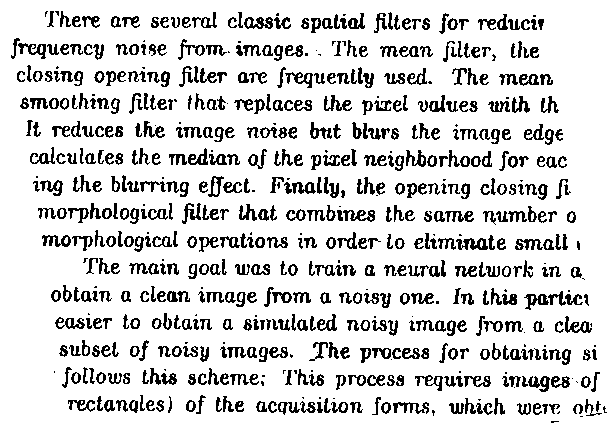 There are several classic spatial filters for reducin
frequency noise from images. The mean filter, the
closing opening filter are frequently used. The mean
smoothing filter that replaces the pixel values with th
It reduces the image noise but blurs the image edge
calculates the median of the pixel neighborhood for eac
ing the blurring effect. Finally, the opening closing fi
morphological filter that combines the same number o
morphological operations in order to eliminate small
The main goal was to train a neural network in a
obtain a clean image from a noisy one. In this particu
easier to obtain a simulated noisy image from a clea
subset of noisy images. The process for obtaining si
follows this scheme; This process requires images of
rectangles) of the acquisition forms, which were obt